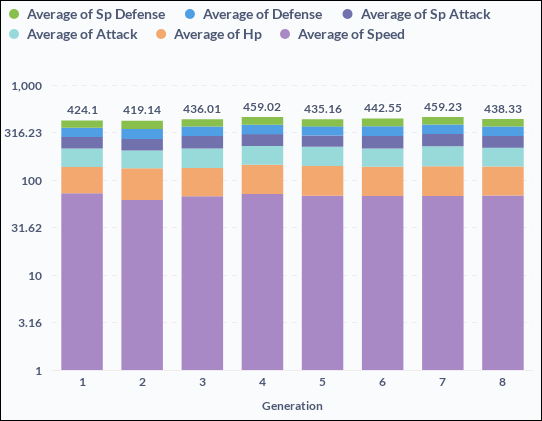 Average of Sp Defense Average of Defense Average of Sp Attack
Average of Attack Average of Hp Average of Speed
1,000
424.1 419.14 436.01 459.02 435.16 442.55 459.23 438.33
316.23
100
31.62
10
3.16
1
1 2 3 4 5 6 7 8
Generation